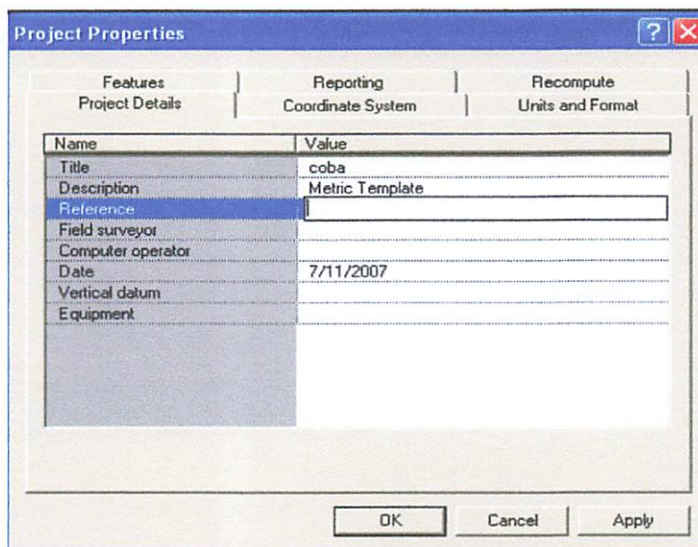 Project Properties
Features Reporting Recompute
Project Details Coordinate System Units and Format
Name Value
Title coba
Description Metric Template
Reference
Field surveyor
Computer operator
Date 7/11/2007
Vertical datum
Equipment
OK Cancel Apply